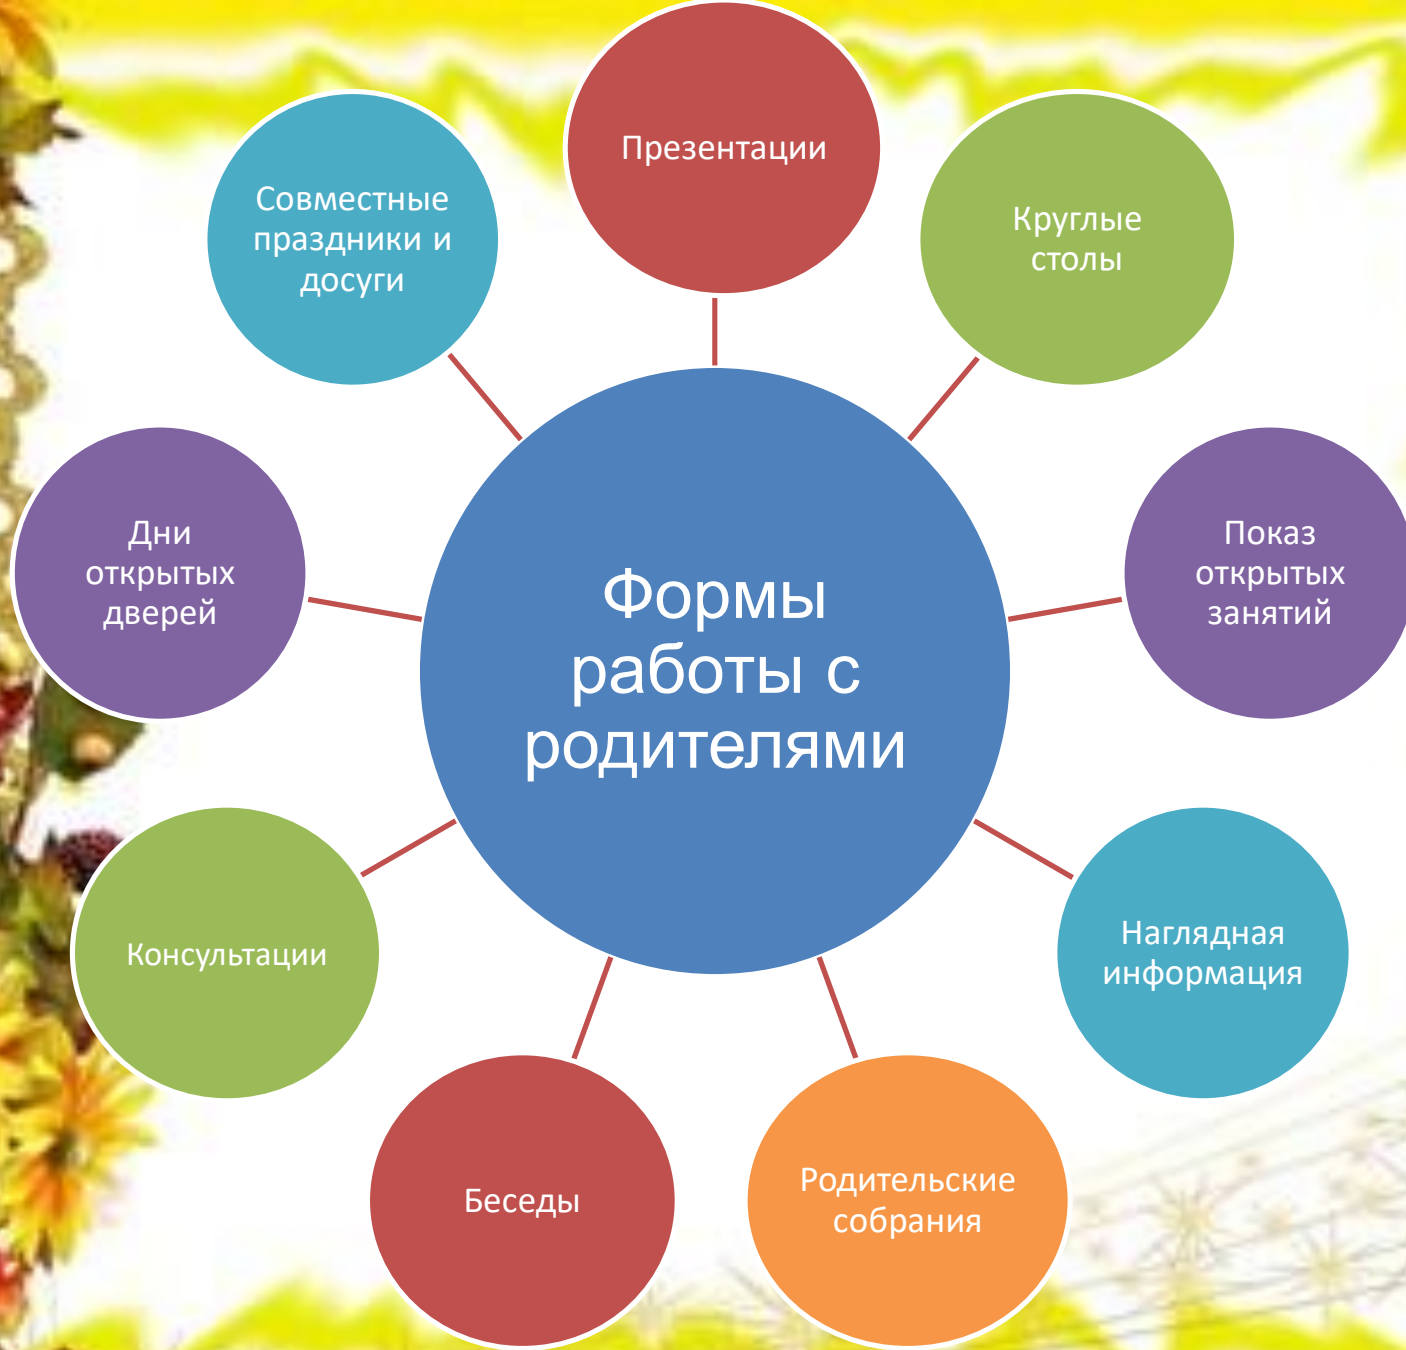 Презентации
Круглые
столы
Показ
открытых
занятий
Наглядная
информация
Родительские
собрания
Беседы
Консультации
Дни
открытых
дверей
Совместные
праздники и
досуги
Формы
работы с
родителями